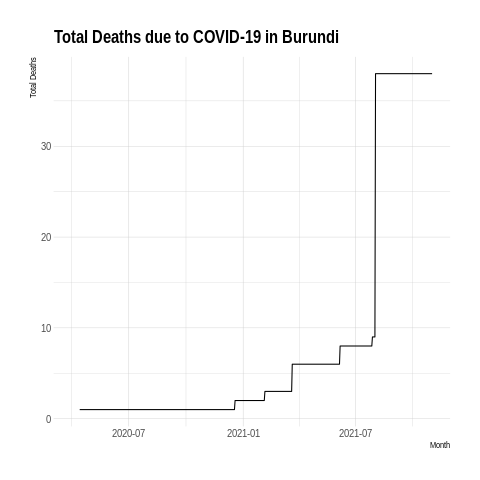 Total Deaths due to COVID-19 in Burundi
Total Deaths
30
20
10
0
2020-07
2021-01
2021-07
Month